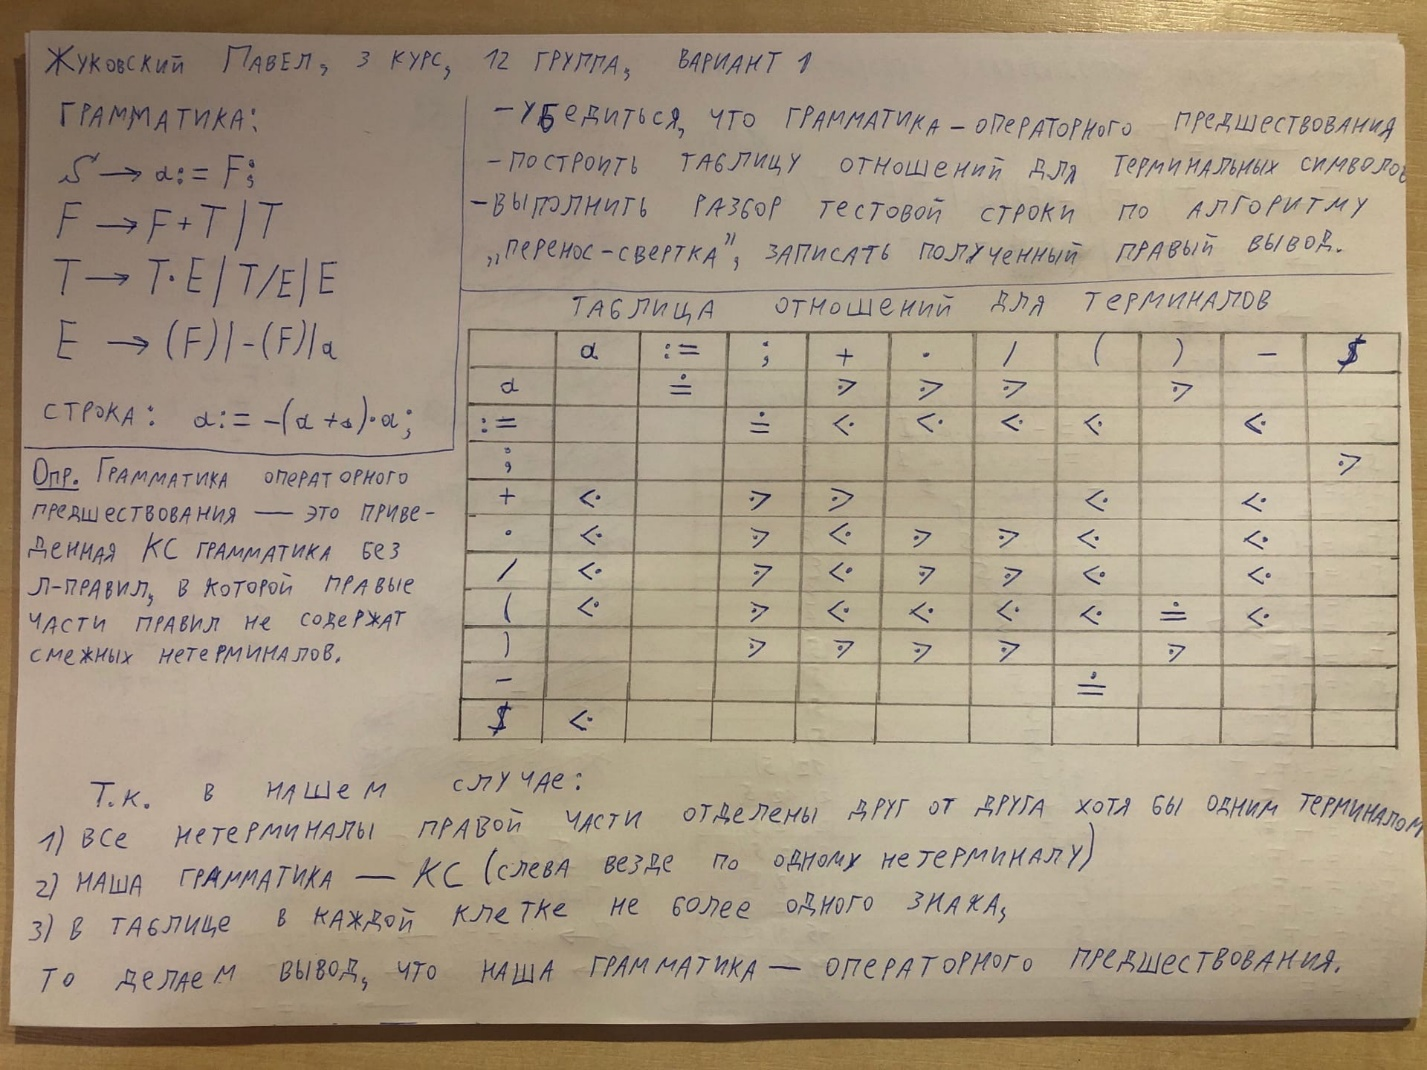 Жуковский Павел, 3 курс, 12 группа, вариант 1
Грамматика:
S → a := F;
F → F + T | T
T → T · E | T/E | E
E → (F) | -(F) | a
строка: a := -(a + a) · a;
- убедиться, что грамматика - операторного предшествования
- построить таблицу отношений для терминальных символов
- выполнить разбор тестовой строки по алгоритму
„перенос-свертка”, записать полученный правый вывод.
Опр. Грамматика операторного
предшествования — это приве-
денная КС грамматика без
Л-правил, в которой правые
части правил не содержат
смежных нетерминалов.
таблица отношений для терминалов
a := ; + · / ( ) - $
a ≐ ⋗ ⋗ ⋗ ⋗
:= ≐ ⋖ ⋖ ⋖ ⋖ ⋖
; ⋗
+ ⋖ ⋗ ⋗ ⋖ ⋖
· ⋖ ⋗ ⋖ ⋗ ⋗ ⋖ ⋖
/ ⋖ ⋗ ⋖ ⋗ ⋗ ⋖ ⋖
( ⋖ ⋗ ⋖ ⋖ ⋖ ⋖ ≐ ⋖
) ⋗ ⋗ ⋗ ⋗ ⋗
- ≐
$ ⋖
Т.к. в нашем случае:
1) все нетерминалы правой части отделены друг от друга хотя бы одним терминалом
2) наша грамматика — КС (слева везде по одному нетерминалу)
3) в таблице в каждой клетке не более одного знака,
то делаем вывод, что наша грамматика — операторного предшествования.